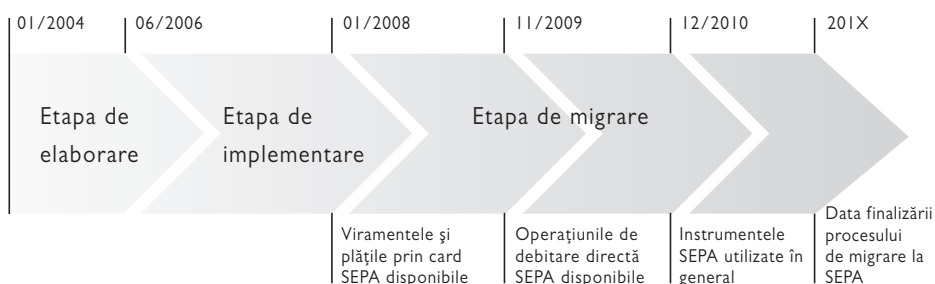 01/2004
06/2006
01/2008
11/2009
12/2010
201X
Etapa de
elaborare
Etapa de
implementare
Etapa de migrare
Viramentele şi
plăţile prin card
SEPA disponibile
Operaţiunile de
debitare directă
SEPA disponibile
Instrumentele
SEPA utilizate în
general
Data finalizării
procesului
de migrare la
SEPA